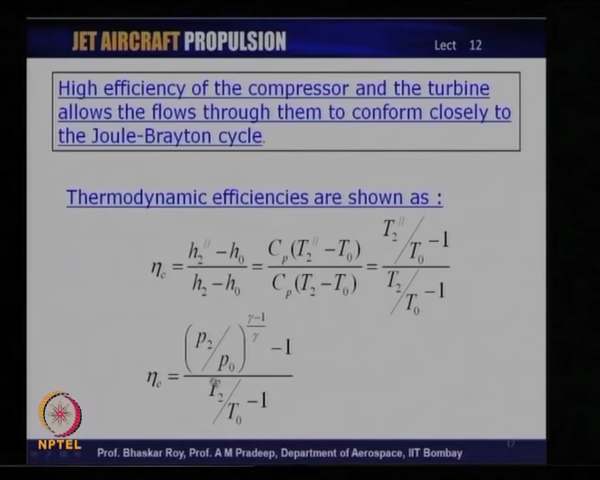 JET AIRCRAFT PROPULSION
Lect 12
High efficiency of the compressor and the turbine
allows the flows through them to conform closely to
the Joule-Brayton cycle.
Thermodynamic efficiencies are shown as :
η_c = (h_2^{//} – h_0)/(h_2 – h_0) = C_p(T_2^{//} – T_0)/C_p(T_2 – T_0) = (T_2^{//}/T_0 – 1)/(T_2/T_0 – 1)
η_c = ((p_2/p_0)^{(γ–1)/γ} – 1)/(T_2/T_0 – 1)
NPTEL
Prof. Bhaskar Roy, Prof. A M Pradeep, Department of Aerospace, IIT Bombay